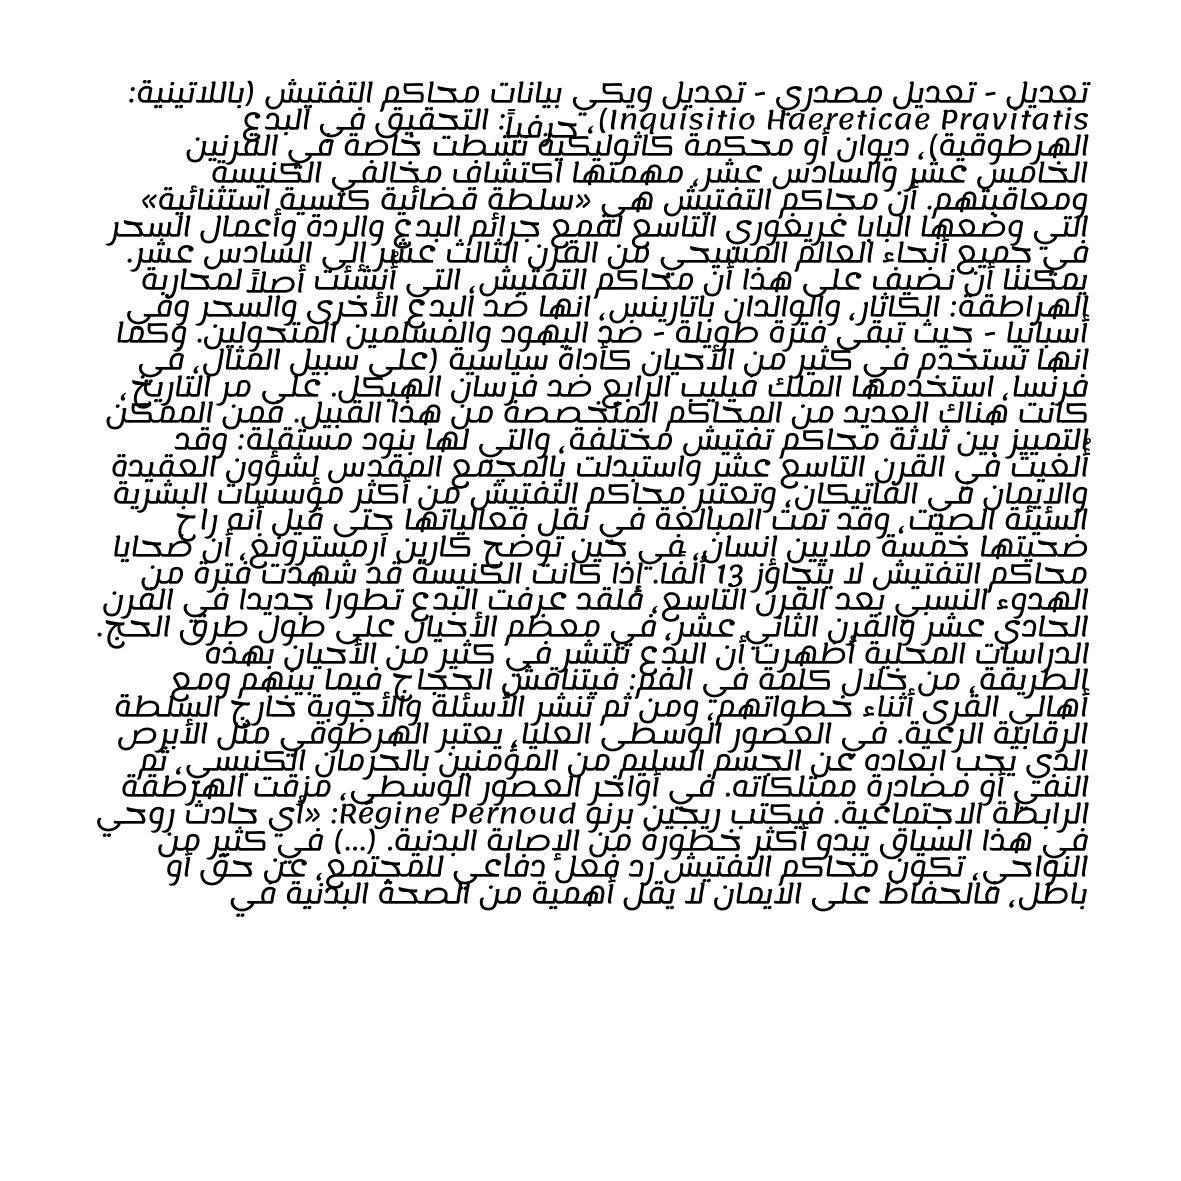 تعديل - تعديل مصدري - تعديل ويكي بيانات محاكم التفتيش (باللاتينية:
Inquisitio Haereticae Pravitatis)، حرفياً: التحقيق في البدع
الهرطوقية)، ديوان أو محكمة كاثوليكية نشطت خاصة في القرنين
الخامس عشر والسادس عشر، مهمتها اكتشاف مخالفي الكنيسة
ومعاقبتهم. أن محاكم التفتيش هي «سلطة قضائية كنسية استثنائية»
التي وضعها البابا غريغوري التاسع لقمع جرائم البدع والردة وأعمال السحر
في جميع أنحاء العالم المسيحي من القرن الثالث عشر إلى السادس عشر.
يمكننا أن نضيف على هذا أن محاكم التفتيش، التي أنشئت أصلاً لمحاربة
الهراطقة: الكاثار، والوالدان باتارينس، انها ضد البدع الأخرى والسحر وفي
أسبانيا - حيث تبقى فترة طويلة - ضد اليهود والمسلمين المتحولين. وكما
انها تستخدم في كثير من الأحيان كأداة سياسية (على سبيل المثال، في
فرنسا، استخدمها الملك فيليب الرابع ضد فرسان الهيكل. على مر التاريخ،
كانت هناك العديد من المحاكم المتخصصة من هذا القبيل. فمن الممكن
التمييز بين ثلاثة محاكم تفتيش مختلفة، والتي لها بنود مستقلة: وقد
ألغيت في القرن التاسع عشر واستبدلت بالمجمع المقدس لشؤون العقيدة
والإيمان في الفاتيكان، وتعتبر محاكم التفتيش من أكثر مؤسسات البشرية
السيّئة الصيت، وقد تمت المبالغة في نقل فعالياتها حتى قيل أنه راح
ضحيتها خمسة ملايين إنسان، في حين توضح كارين آرمسترونغ، أن ضحايا
محاكم التفتيش لا يتجاوز 13 ألفًا. إذا كانت الكنيسة قد شهدت فترة من
الهدوء النسبي بعد القرن التاسع، فلقد عرفت البدع تطورا جديدا في القرن
الحادي عشر والقرن الثاني عشر، في معظم الأحيان على طول طرق الحج.
الدراسات المحلية أظهرت أن البدع تنتشر في كثير من الأحيان بهذه
الطريقة، من خلال كلمة في الفم: فيتناقش الحجاج فيما بينهم ومع
أهالي القرى أثناء خطواتهم، ومن ثم تنشر الأسئلة والأجوبة خارج السلطة
الرقابية الرعية. في العصور الوسطى العليا، يعتبر الهرطوقي مثل الأبرص
الذي يجب ابعاده عن الجسم السليم من المؤمنين بالحرمان الكنيسي، ثم
النفي أو مصادرة ممتلكاته. في أواخر العصور الوسطى، مزقت الهرطقة
الرابطة الاجتماعية. فيكتب ريجين برنو Régine Pernoud: «أي حادث روحي
في هذا السياق يبدو أكثر خطورة من الإصابة البدنية. (...) في كثير من
النواحي، تكون محاكم التفتيش رد فعل دفاعي للمجتمع، عن حق أو
باطل، فالحفاظ على الايمان لا يقل أهمية من الصحة البدنية في